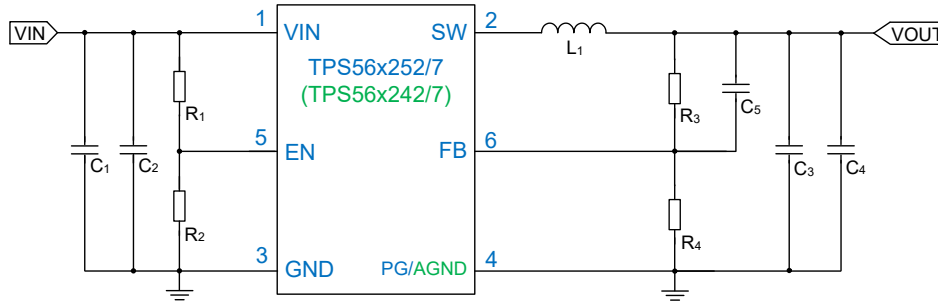 VIN
1
VIN
SW
2
L1
VOUT
TPS56x252/7
(TPS56x242/7)
R1
R3
C5
5
EN
FB
6
C1
C2
C3
C4
R2
R4
3
GND
PG/AGND
4